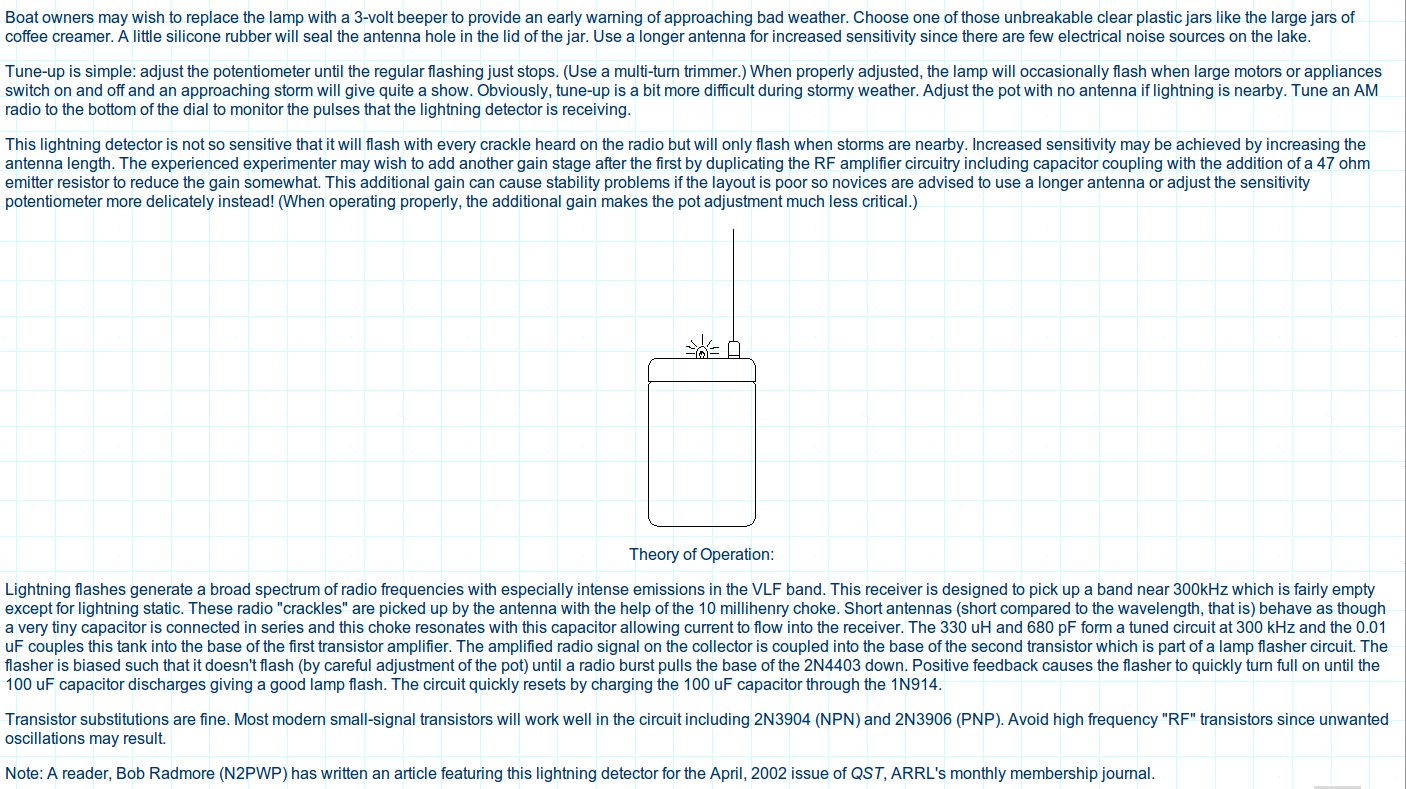 Boat owners may wish to replace the lamp with a 3-volt beeper to provide an early warning of approaching bad weather. Choose one of those unbreakable clear plastic jars like the large jars of
coffee creamer. A little silicone rubber will seal the antenna hole in the lid of the jar. Use a longer antenna for increased sensitivity since there are few electrical noise sources on the lake.
Tune-up is simple: adjust the potentiometer until the regular flashing just stops. (Use a multi-turn trimmer.) When properly adjusted, the lamp will occasionally flash when large motors or appliances
switch on and off and an approaching storm will give quite a show. Obviously, tune-up is a bit more difficult during stormy weather. Adjust the pot with no antenna if lightning is nearby. Tune an AM
radio to the bottom of the dial to monitor the pulses that the lightning detector is receiving.
This lightning detector is not so sensitive that it will flash with every crackle heard on the radio but will only flash when storms are nearby. Increased sensitivity may be achieved by increasing the
antenna length. The experienced experimenter may wish to add another gain stage after the first by duplicating the RF amplifier circuitry including capacitor coupling with the addition of a 47 ohm
emitter resistor to reduce the gain somewhat. This additional gain can cause stability problems if the layout is poor so novices are advised to use a longer antenna or adjust the sensitivity
potentiometer more delicately instead! (When operating properly, the additional gain makes the pot adjustment much less critical.)
Theory of Operation:
Lightning flashes generate a broad spectrum of radio frequencies with especially intense emissions in the VLF band. This receiver is designed to pick up a band near 300kHz which is fairly empty
except for lightning static. These radio "crackles" are picked up by the antenna with the help of the 10 millihenry choke. Short antennas (short compared to the wavelength, that is) behave as though
a very tiny capacitor is connected in series and this choke resonates with this capacitor allowing current to flow into the receiver. The 330 uH and 680 pF form a tuned circuit at 300 kHz and the 0.01
uF couples this tank into the base of the first transistor amplifier. The amplified radio signal on the collector is coupled into the base of the second transistor which is part of a lamp flasher circuit. The
flasher is biased such that it doesn't flash (by careful adjustment of the pot) until a radio burst pulls the base of the 2N4403 down. Positive feedback causes the flasher to quickly turn full on until the
100 uF capacitor discharges giving a good lamp flash. The circuit quickly resets by charging the 100 uF capacitor through the 1N914.
Transistor substitutions are fine. Most modern small-signal transistors will work well in the circuit including 2N3904 (NPN) and 2N3906 (PNP). Avoid high frequency "RF" transistors since unwanted
oscillations may result.
Note: A reader, Bob Radmore (N2PWP) has written an article featuring this lightning detector for the April, 2002 issue of QST, ARRL's monthly membership journal.